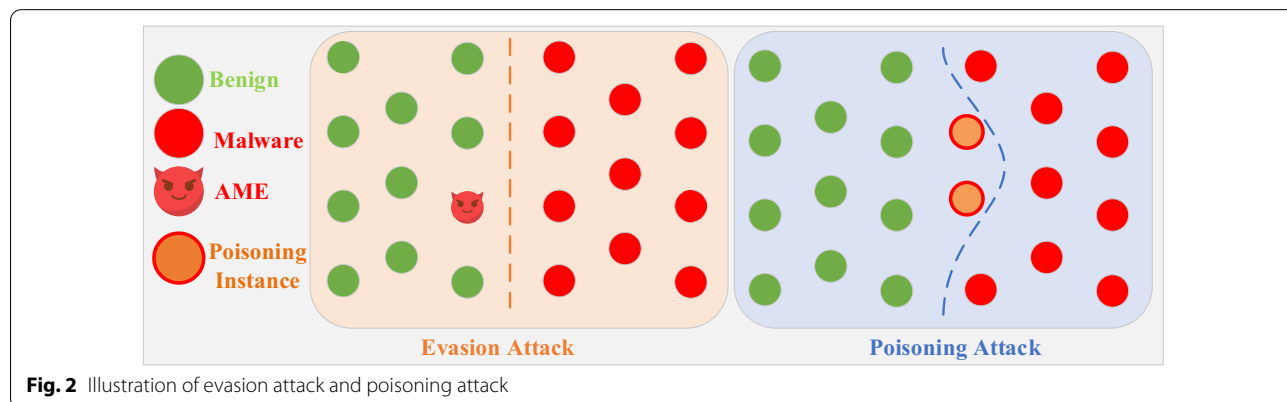 Benign
Malware
AME
Poisoning
Instance
Evasion Attack
Poisoning Attack
Fig. 2 Illustration of evasion attack and poisoning attack